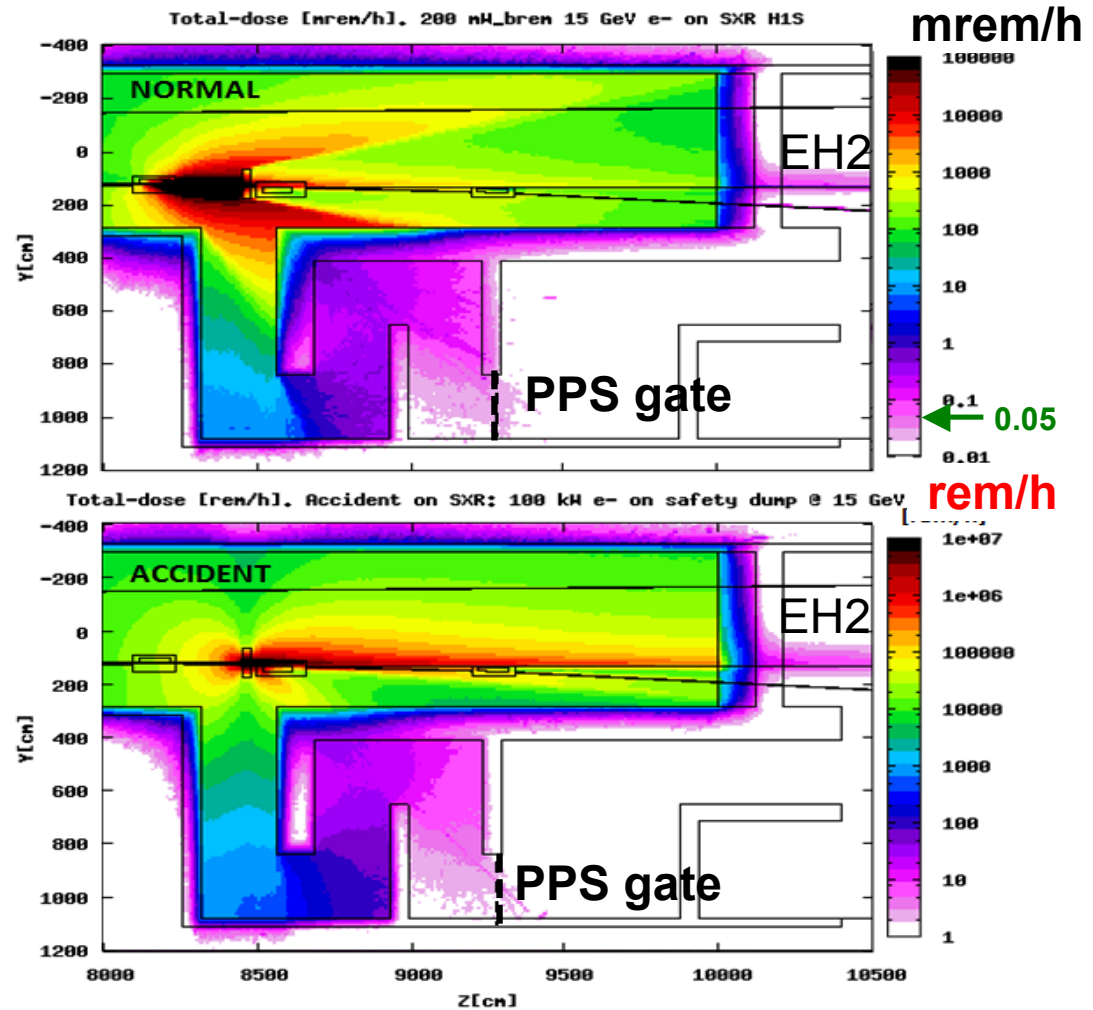 Total-dose [mrem/h]. 200 mW_brem 15 GeV e- on SXR H1S
mrem/h
NORMAL
EH2
PPS gate
Y[cm]
-400
-200
0
200
400
600
800
1000
1200
100000
10000
1000
100
10
1
0.1
0.05
0.01
Total-dose [rem/h]. Accident on SXR: 100 kW e- on safety dump @ 15 GeV
rem/h
ACCIDENT
EH2
PPS gate
Y[cm]
-400
-200
0
200
400
600
800
1000
1200
1e+07
1e+06
100000
10000
1000
100
10
1
8000
8500
9000
9500
10000
10500
Z[cm]